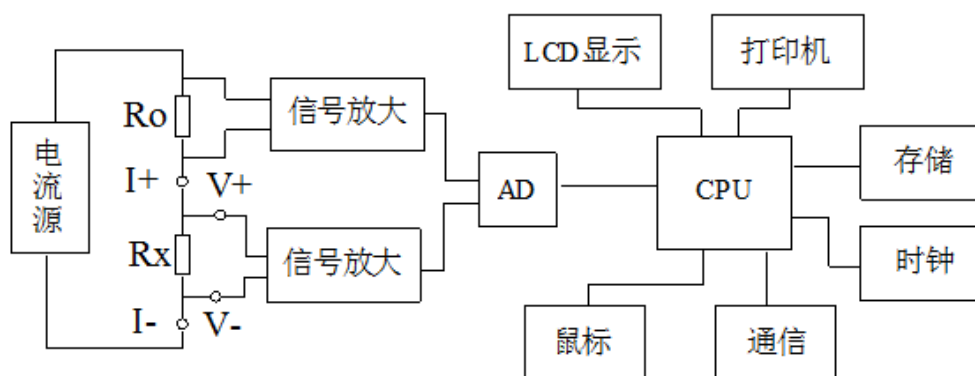 LCD显示
打印机
Ro
信号放大
电流源
I+
V+
AD
CPU
存储
Rx
信号放大
时钟
I-
V-
鼠标
通信